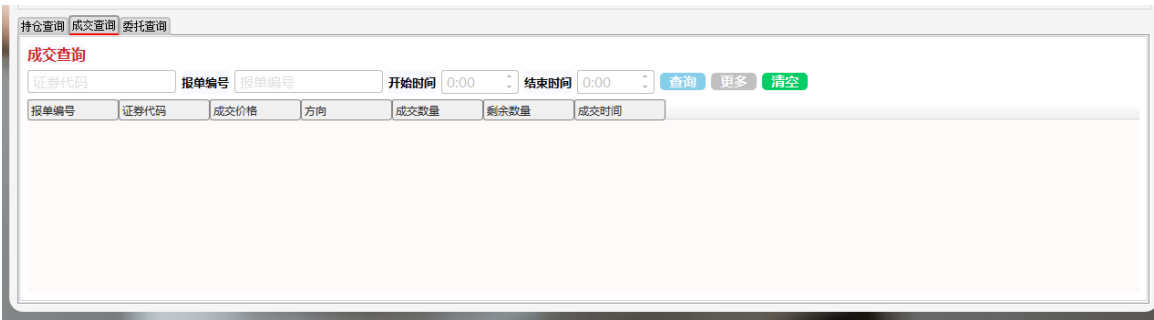 持仓查询 成交查询 委托查询
成交查询
证券代码 报单编号 报单编号 开始时间 0:00 结束时间 0:00 查询 更多 清空
报单编号 证券代码 成交价格 方向 成交数量 剩余数量 成交时间